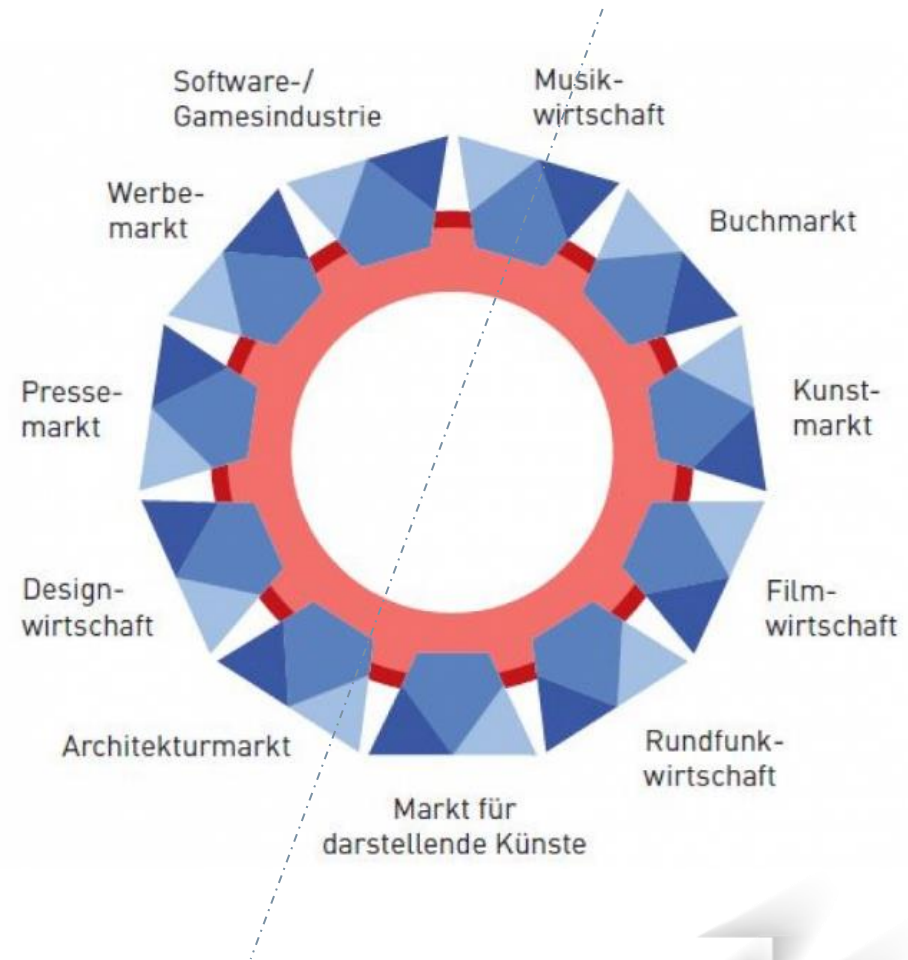 Software-/
Gamesindustrie
Musik-
wirtschaft
Werbe-
markt
Buchmarkt
Presse-
markt
Kunst-
markt
Design-
wirtschaft
Film-
wirtschaft
Architekturmarkt
Rundfunk-
wirtschaft
Markt für
darstellende Künste